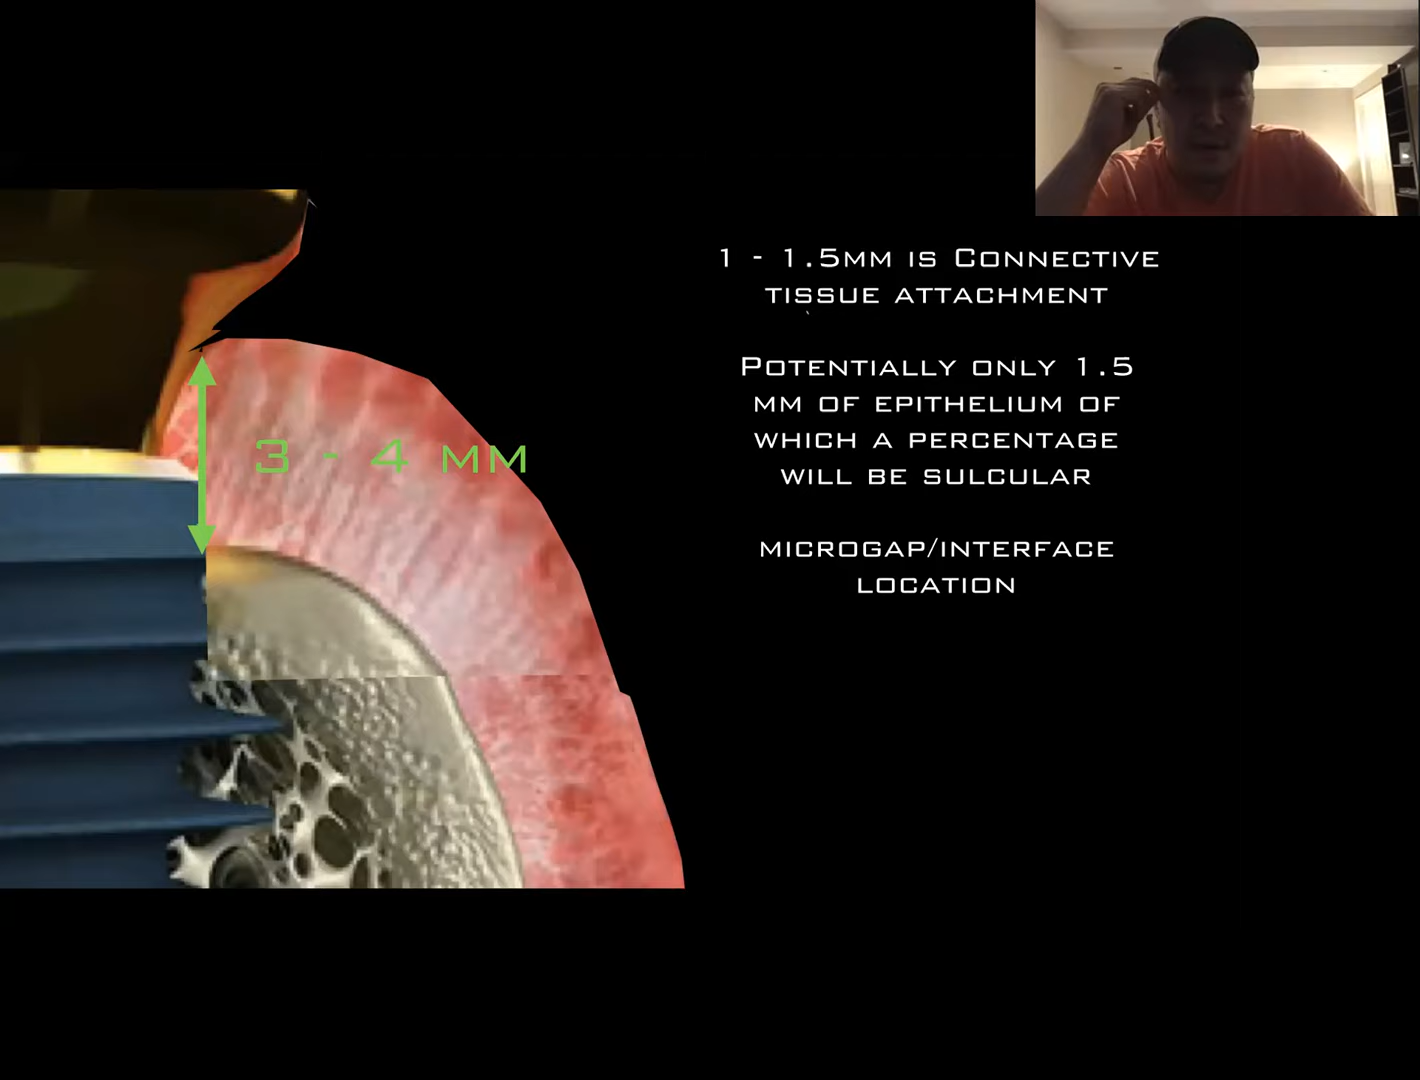 1 - 1.5mm is Connective
tissue attachment
Potentially only 1.5
mm of epithelium of
which a percentage
will be sulcular
microgap/interface
location
3 - 4 mm